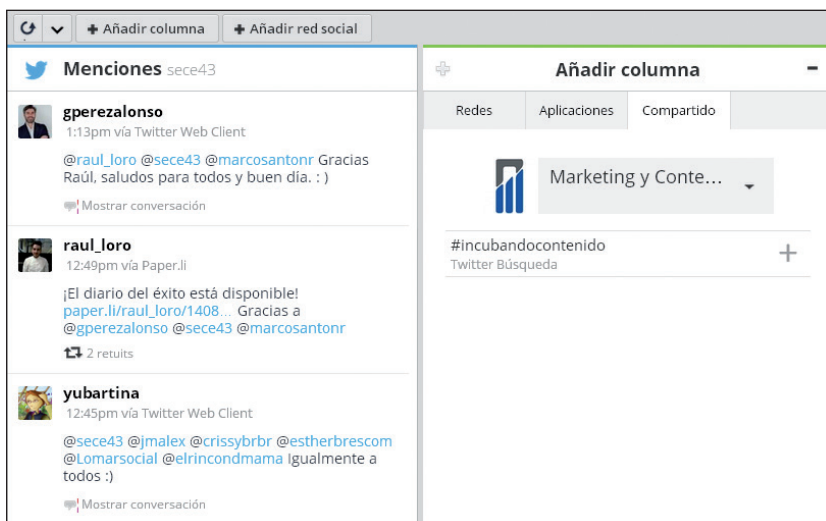 + Añadir columna
+ Añadir red social
Menciones sece43
gperezalonso
1:13pm vía Twitter Web Client
@raul_loro @sece43 @marcosantonr Gracias
Raúl, saludos para todos y buen día. : )
Mostrar conversación
raul_loro
12:49pm vía Paper.li
¡El diario del éxito está disponible!
paper.li/raul_loro/1408... Gracias a
@gperezalonso @sece43 @marcosantonr
2 retuits
yubartina
12:45pm vía Twitter Web Client
@sece43 @jmalex @crissybrbr @estherbrescom
@Lomarsocial @elrincondmama Igualmente a
todos :)
Mostrar conversación
Añadir columna
Redes
Aplicaciones
Compartido
Marketing y Conte...
#incubandocontenido
Twitter Búsqueda